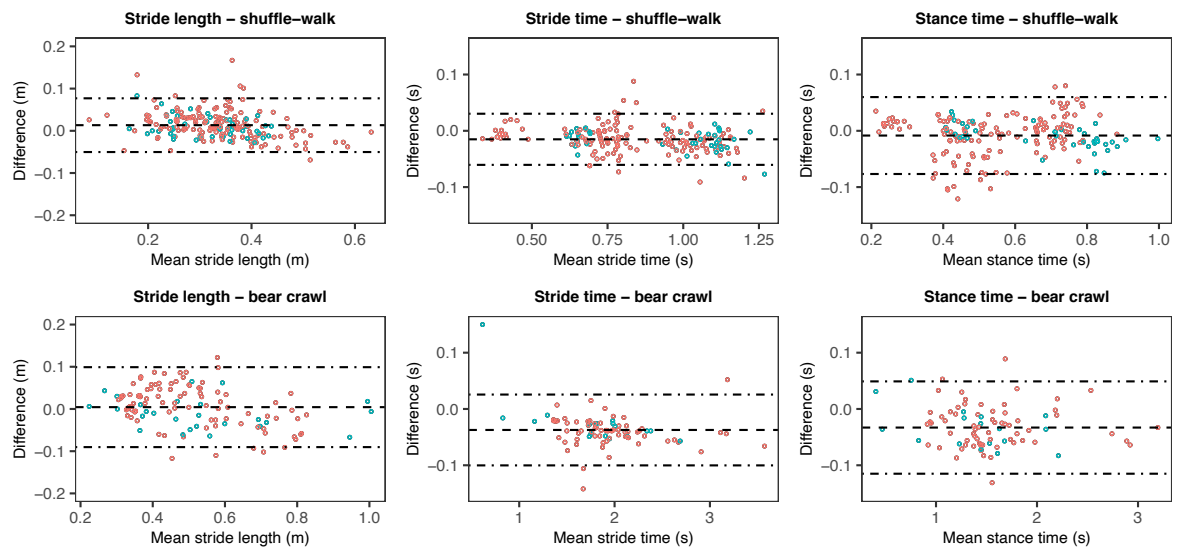 Stride length – shuffle–walk
Stride time – shuffle–walk
Stance time – shuffle–walk
Difference (m)
0.2
0.1
0.0
−0.1
−0.2
0.2
0.4
0.6
Mean stride length (m)
Difference (s)
0.1
0.0
−0.1
0.50
0.75
1.00
1.25
Mean stride time (s)
Difference (s)
0.1
0.0
−0.1
0.2
0.4
0.6
0.8
1.0
Mean stance time (s)
Stride length – bear crawl
Stride time – bear crawl
Stance time – bear crawl
Difference (m)
0.2
0.1
0.0
−0.1
−0.2
0.2
0.4
0.6
0.8
1.0
Mean stride length (m)
Difference (s)
0.1
0.0
−0.1
1
2
3
Mean stride time (s)
Difference (s)
0.1
0.0
−0.1
1
2
3
Mean stance time (s)